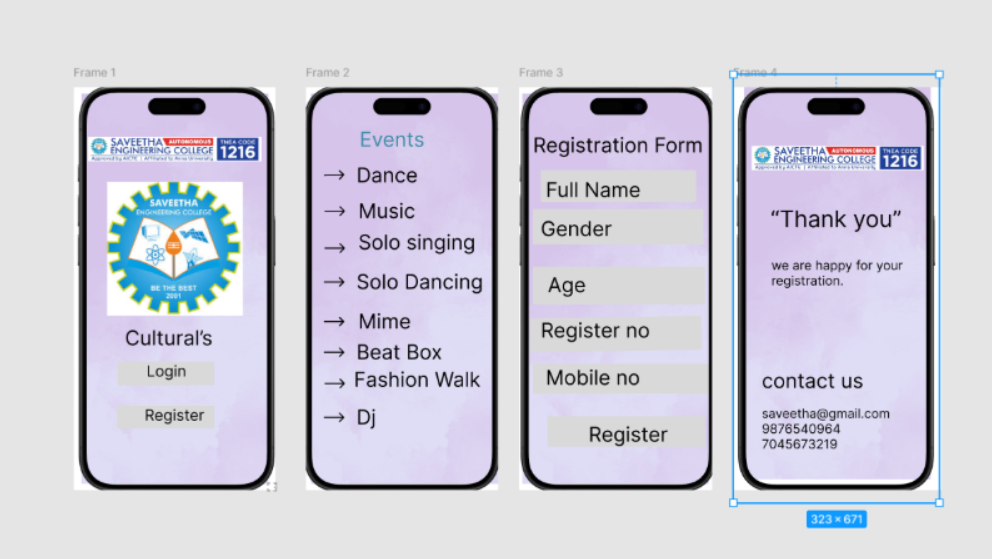 Frame 1
SAVEETHA AUTONOMOUS
ENGINEERING COLLEGE
Approved by AICTE | Affiliated to Anna University
TNEA CODE
1216
SAVEETHA
ENGINEERING COLLEGE
BE THE BEST
2001
Cultural’s
Login
Register
Frame 2
Events
→ Dance
→ Music
→ Solo singing
→ Solo Dancing
→ Mime
→ Beat Box
→ Fashion Walk
→ Dj
Frame 3
Registration Form
Full Name
Gender
Age
Register no
Mobile no
Register
Frame 4
SAVEETHA AUTONOMOUS
ENGINEERING COLLEGE
Approved by AICTE | Affiliated to Anna University
TNEA CODE
1216
“Thank you”
we are happy for your
registration.
contact us
saveetha@gmail.com
9876540964
7045673219
323 × 671